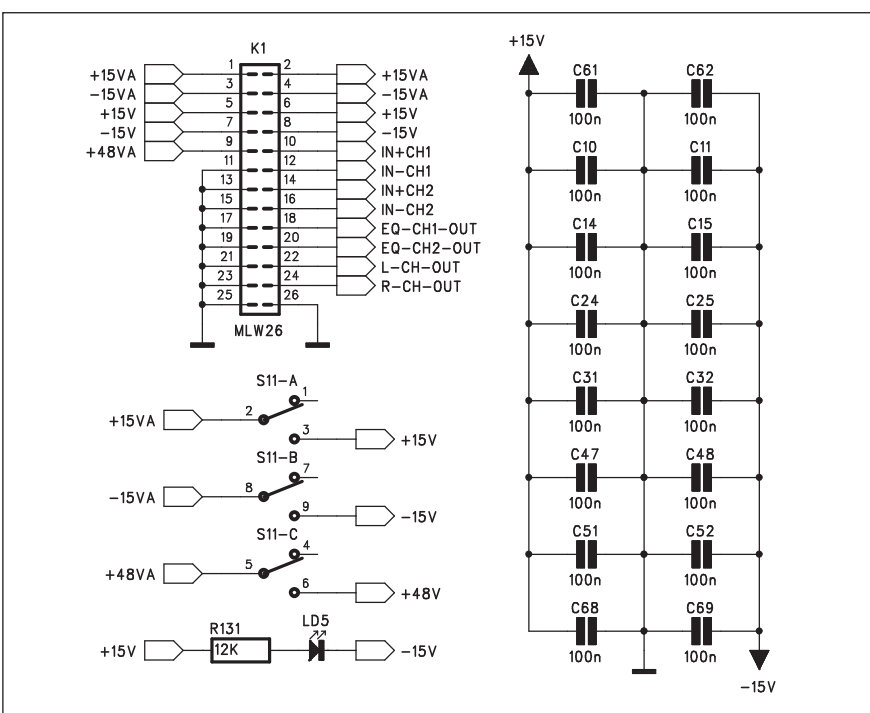 K1
+15VA 1 2 +15VA
-15VA 3 4 -15VA
+15V 5 6 +15V
-15V 7 8 -15V
+48VA 9 10 IN+CH1
11 12 IN-CH1
13 14 IN+CH2
15 16 IN-CH2
17 18 EQ-CH1-OUT
19 20 EQ-CH2-OUT
21 22 L-CH-OUT
23 24 R-CH-OUT
25 26
MLW26
S11-A
1
+15VA 2
3 +15V
S11-B
7
-15VA 8
9 -15V
S11-C
4
+48VA 5
6 +48V
R131 LD5
+15V 12K -15V
+15V
C61 C62
100n 100n
C10 C11
100n 100n
C14 C15
100n 100n
C24 C25
100n 100n
C31 C32
100n 100n
C47 C48
100n 100n
C51 C52
100n 100n
C68 C69
100n 100n
-15V